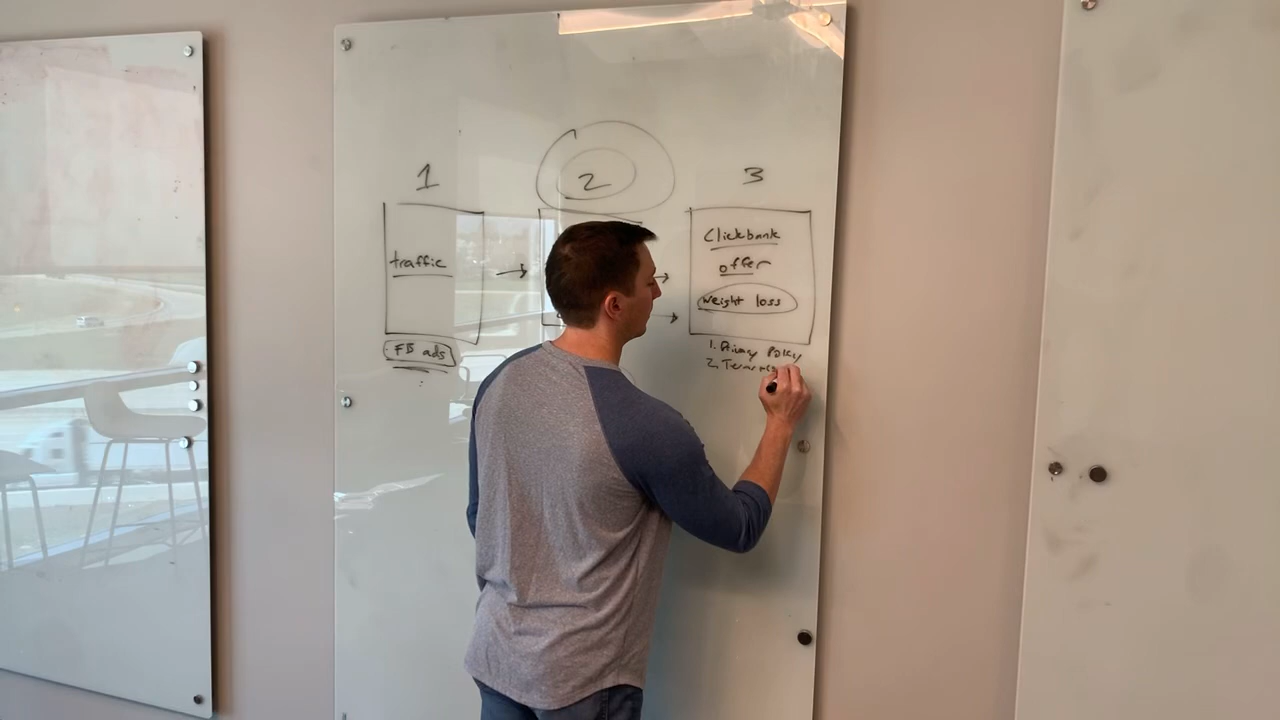 1
2
3
traffic
FB ads
Clickbank
offer
weight loss
1. Privacy Policy
2. Terms